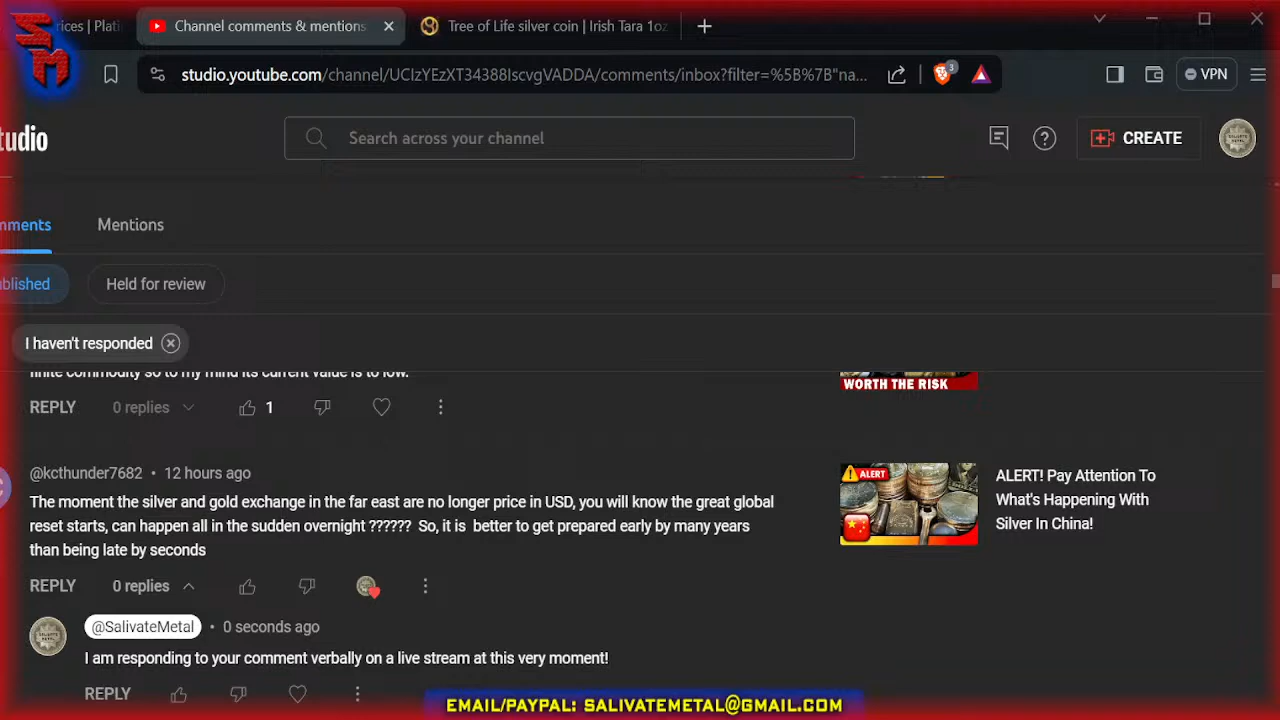 SM
rices | Plati
Channel comments & mentions
Tree of Life silver coin | Irish Tara 1oz
studio.youtube.com/channel/UCIzYEzXT34388IscvgVADDA/comments/inbox?filter=%5B%7B"na...
3
VPN
tudio
Search across your channel
CREATE
mments
Mentions
ublished
Held for review
I haven't responded
finite commodity so to my mind its current value is to low.
WORTH THE RISK
REPLY 0 replies 1
@kcthunder7682 • 12 hours ago
The moment the silver and gold exchange in the far east are no longer price in USD, you will know the great global
reset starts, can happen all in the sudden overnight ?????? So, it is better to get prepared early by many years
than being late by seconds
ALERT
ALERT! Pay Attention To
What's Happening With
Silver In China!
REPLY 0 replies
@SalivateMetal • 0 seconds ago
I am responding to your comment verbally on a live stream at this very moment!
REPLY
EMAIL/PAYPAL: SALIVATEMETAL@GMAIL.COM